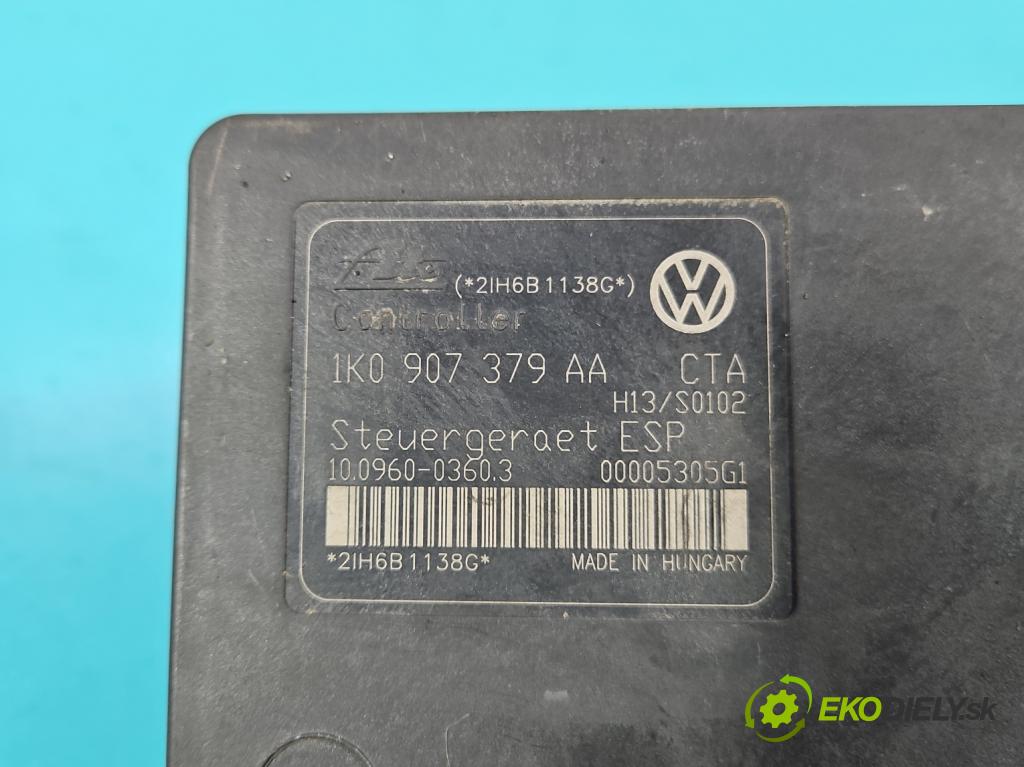 Ate (*2IH6B1138G*)
Controller
1K0 907 379 AA CTA
H13/S0102
Steuergeraet ESP
10.0960-0360.3 00005305G1
*2IH6B1138G* MADE IN HUNGARY
EKODIELY.sk